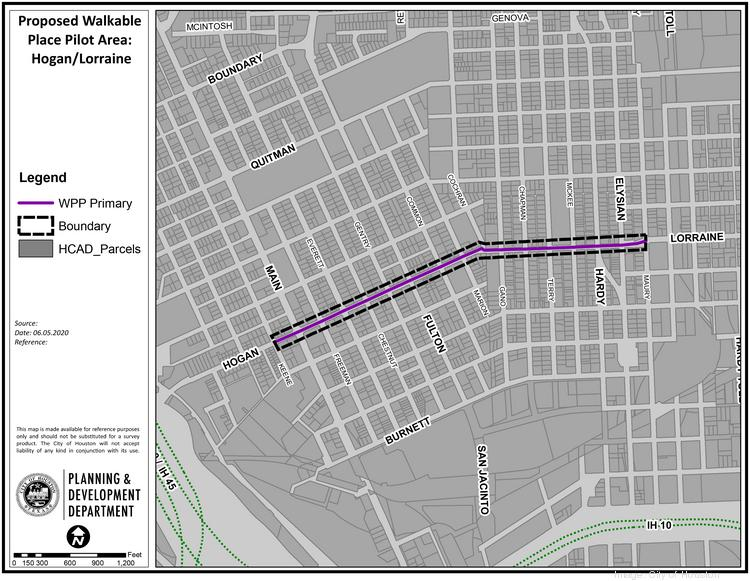 Proposed Walkable
Place Pilot Area:
Hogan/Lorraine
Legend
WPP Primary
Boundary
HCAD_Parcels
Source:
Date: 06.05.2020
Reference:
This map is made available for reference purposes
only and should not be substituted for a survey
product. The City of Houston will not accept
liability of any kind in conjunction with its use.
PLANNING &
DEVELOPMENT
DEPARTMENT
N
0 150 300 600 900 1,200 Feet
MCINTOSH
GENOVA
TOLL
BOUNDARY
QUITMAN
COCHRAN
CHAPMAN
MCKEE
ELYSIAN
COMMON
GENTRY
EVERETT
LORRAINE
MAIN
HARDY
MAURY
TERRY
GANO
MARION
FULTON
CHESTNUT
FREEMAN
HOGAN
KEENE
BURNETT
SAN JACINTO
IH 45
IH 10
Image: City of Houston